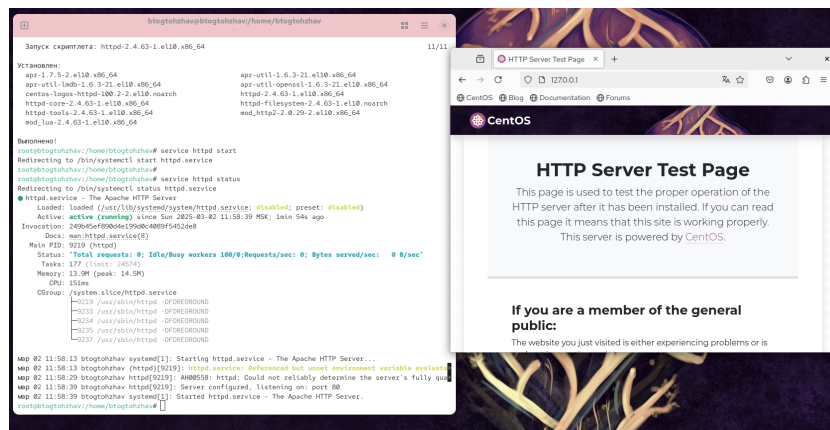 btogtohzhav@btogtohzhav:/home/btogtohzhav
Запуск скриптлета: httpd-2.4.63-1.el10.x86_64 11/11
Установлен:
apr-1.7.5-2.el10.x86_64 apr-util-1.6.3-21.el10.x86_64
apr-util-lmdb-1.6.3-21.el10.x86_64 apr-util-openssl-1.6.3-21.el10.x86_64
centos-logos-httpd-100.2-2.el10.noarch httpd-2.4.63-1.el10.x86_64
httpd-core-2.4.63-1.el10.x86_64 httpd-filesystem-2.4.63-1.el10.noarch
httpd-tools-2.4.63-1.el10.x86_64 mod_http2-2.0.29-2.el10.x86_64
mod_lua-2.4.63-1.el10.x86_64
Выполнено!
root@btogtohzhav:/home/btogtohzhav# service httpd start
Redirecting to /bin/systemctl start httpd.service
root@btogtohzhav:/home/btogtohzhav#
root@btogtohzhav:/home/btogtohzhav# service httpd status
Redirecting to /bin/systemctl status httpd.service
● httpd.service - The Apache HTTP Server
Loaded: loaded (/usr/lib/systemd/system/httpd.service; disabled; preset: disabled)
Active: active (running) since Sun 2025-03-02 11:58:39 MSK; 1min 54s ago
Invocation: 249b45ef890d4e199d0c4089f5452de8
Docs: man:httpd.service(8)
Main PID: 9219 (httpd)
Status: "Total requests: 0; Idle/Busy workers 100/0;Requests/sec: 0; Bytes served/sec: 0 B/sec"
Tasks: 177 (limit: 24574)
Memory: 13.9M (peak: 14.5M)
CPU: 151ms
CGroup: /system.slice/httpd.service
├─9219 /usr/sbin/httpd -DFOREGROUND
├─9233 /usr/sbin/httpd -DFOREGROUND
├─9234 /usr/sbin/httpd -DFOREGROUND
├─9235 /usr/sbin/httpd -DFOREGROUND
└─9237 /usr/sbin/httpd -DFOREGROUND
мар 02 11:58:13 btogtohzhav systemd[1]: Starting httpd.service - The Apache HTTP Server...
мар 02 11:58:13 btogtohzhav (httpd)[9219]: httpd.service: Referenced but unset environment variable evaluate>
мар 02 11:58:29 btogtohzhav httpd[9219]: AH00558: httpd: Could not reliably determine the server's fully qua>
мар 02 11:58:39 btogtohzhav httpd[9219]: Server configured, listening on: port 80
мар 02 11:58:39 btogtohzhav systemd[1]: Started httpd.service - The Apache HTTP Server.
root@btogtohzhav:/home/btogtohzhav#
HTTP Server Test Page
127.0.0.1
CentOS Blog Documentation Forums
CentOS
HTTP Server Test Page
This page is used to test the proper operation of the
HTTP server after it has been installed. If you can read
this page it means that this site is working properly.
This server is powered by CentOS.
If you are a member of the general
public:
The website you just visited is either experiencing problems or is